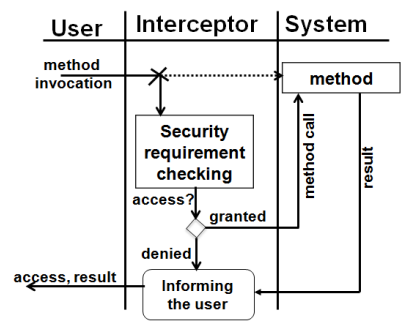 User
Interceptor
System
method
invocation
method
Security
requirement
checking
access?
granted
method call
result
denied
access, result
Informing
the user